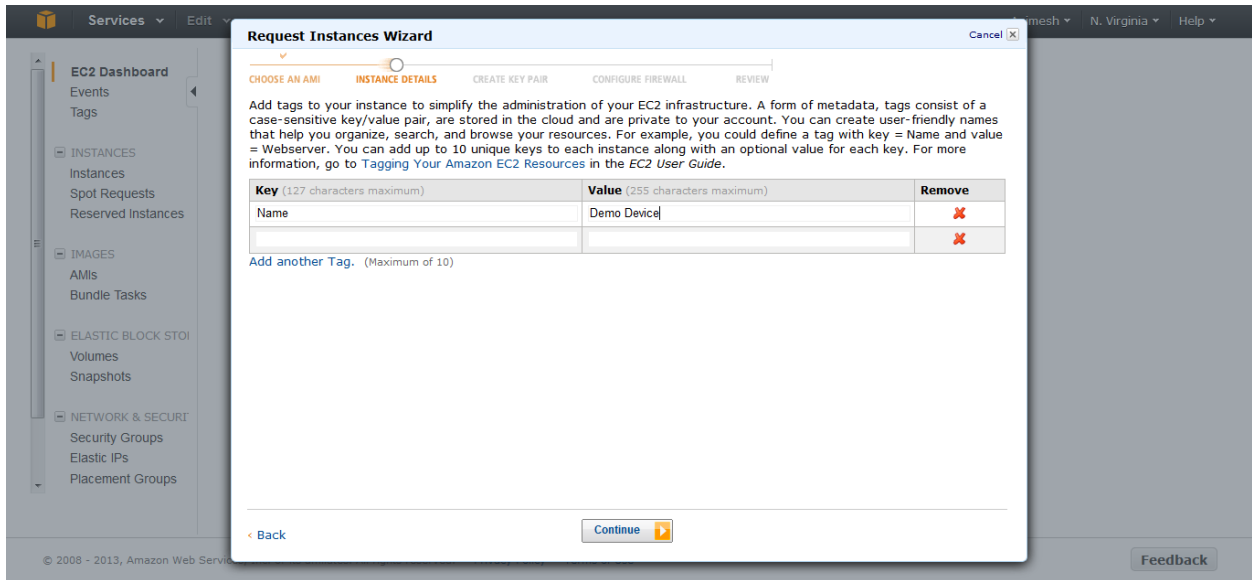 Services Edit
N. Virginia Help
EC2 Dashboard
Events
Tags
INSTANCES
Instances
Spot Requests
Reserved Instances
IMAGES
AMIs
Bundle Tasks
ELASTIC BLOCK STO
Volumes
Snapshots
NETWORK & SECURI
Security Groups
Elastic IPs
Placement Groups
Request Instances Wizard
Cancel
CHOOSE AN AMI INSTANCE DETAILS CREATE KEY PAIR CONFIGURE FIREWALL REVIEW
Add tags to your instance to simplify the administration of your EC2 infrastructure. A form of metadata, tags consist of a
case-sensitive key/value pair, are stored in the cloud and are private to your account. You can create user-friendly names
that help you organize, search, and browse your resources. For example, you could define a tag with key = Name and value
= Webserver. You can add up to 10 unique keys to each instance along with an optional value for each key. For more
information, go to Tagging Your Amazon EC2 Resources in the EC2 User Guide.
Key (127 characters maximum) Value (255 characters maximum) Remove
Name Demo Device
Add another Tag. (Maximum of 10)
‹ Back
Continue
© 2008 - 2013, Amazon Web Servic
Feedback